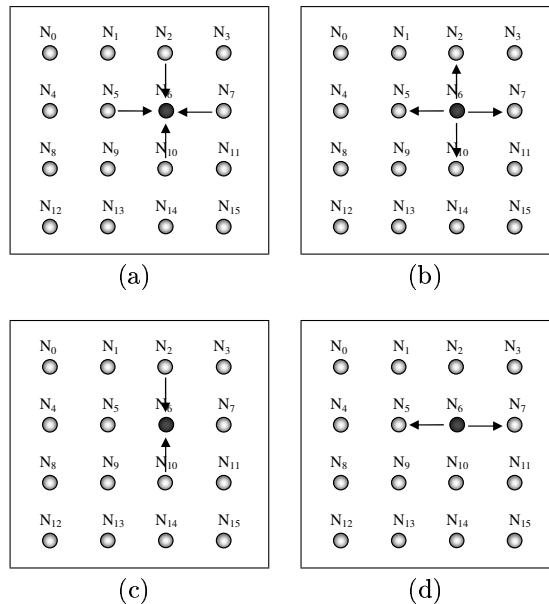 N₀ N₁ N₂ N₃ N₀ N₁ N₂ N₃
N₄ N₅ N₆ N₇ N₄ N₅ N₆ N₇
N₈ N₉ N₁₀ N₁₁ N₈ N₉ N₁₀ N₁₁
N₁₂ N₁₃ N₁₄ N₁₅ N₁₂ N₁₃ N₁₄ N₁₅
(a) (b)
N₀ N₁ N₂ N₃ N₀ N₁ N₂ N₃
N₄ N₅ N₆ N₇ N₄ N₅ N₆ N₇
N₈ N₉ N₁₀ N₁₁ N₈ N₉ N₁₀ N₁₁
N₁₂ N₁₃ N₁₄ N₁₅ N₁₂ N₁₃ N₁₄ N₁₅
(c) (d)